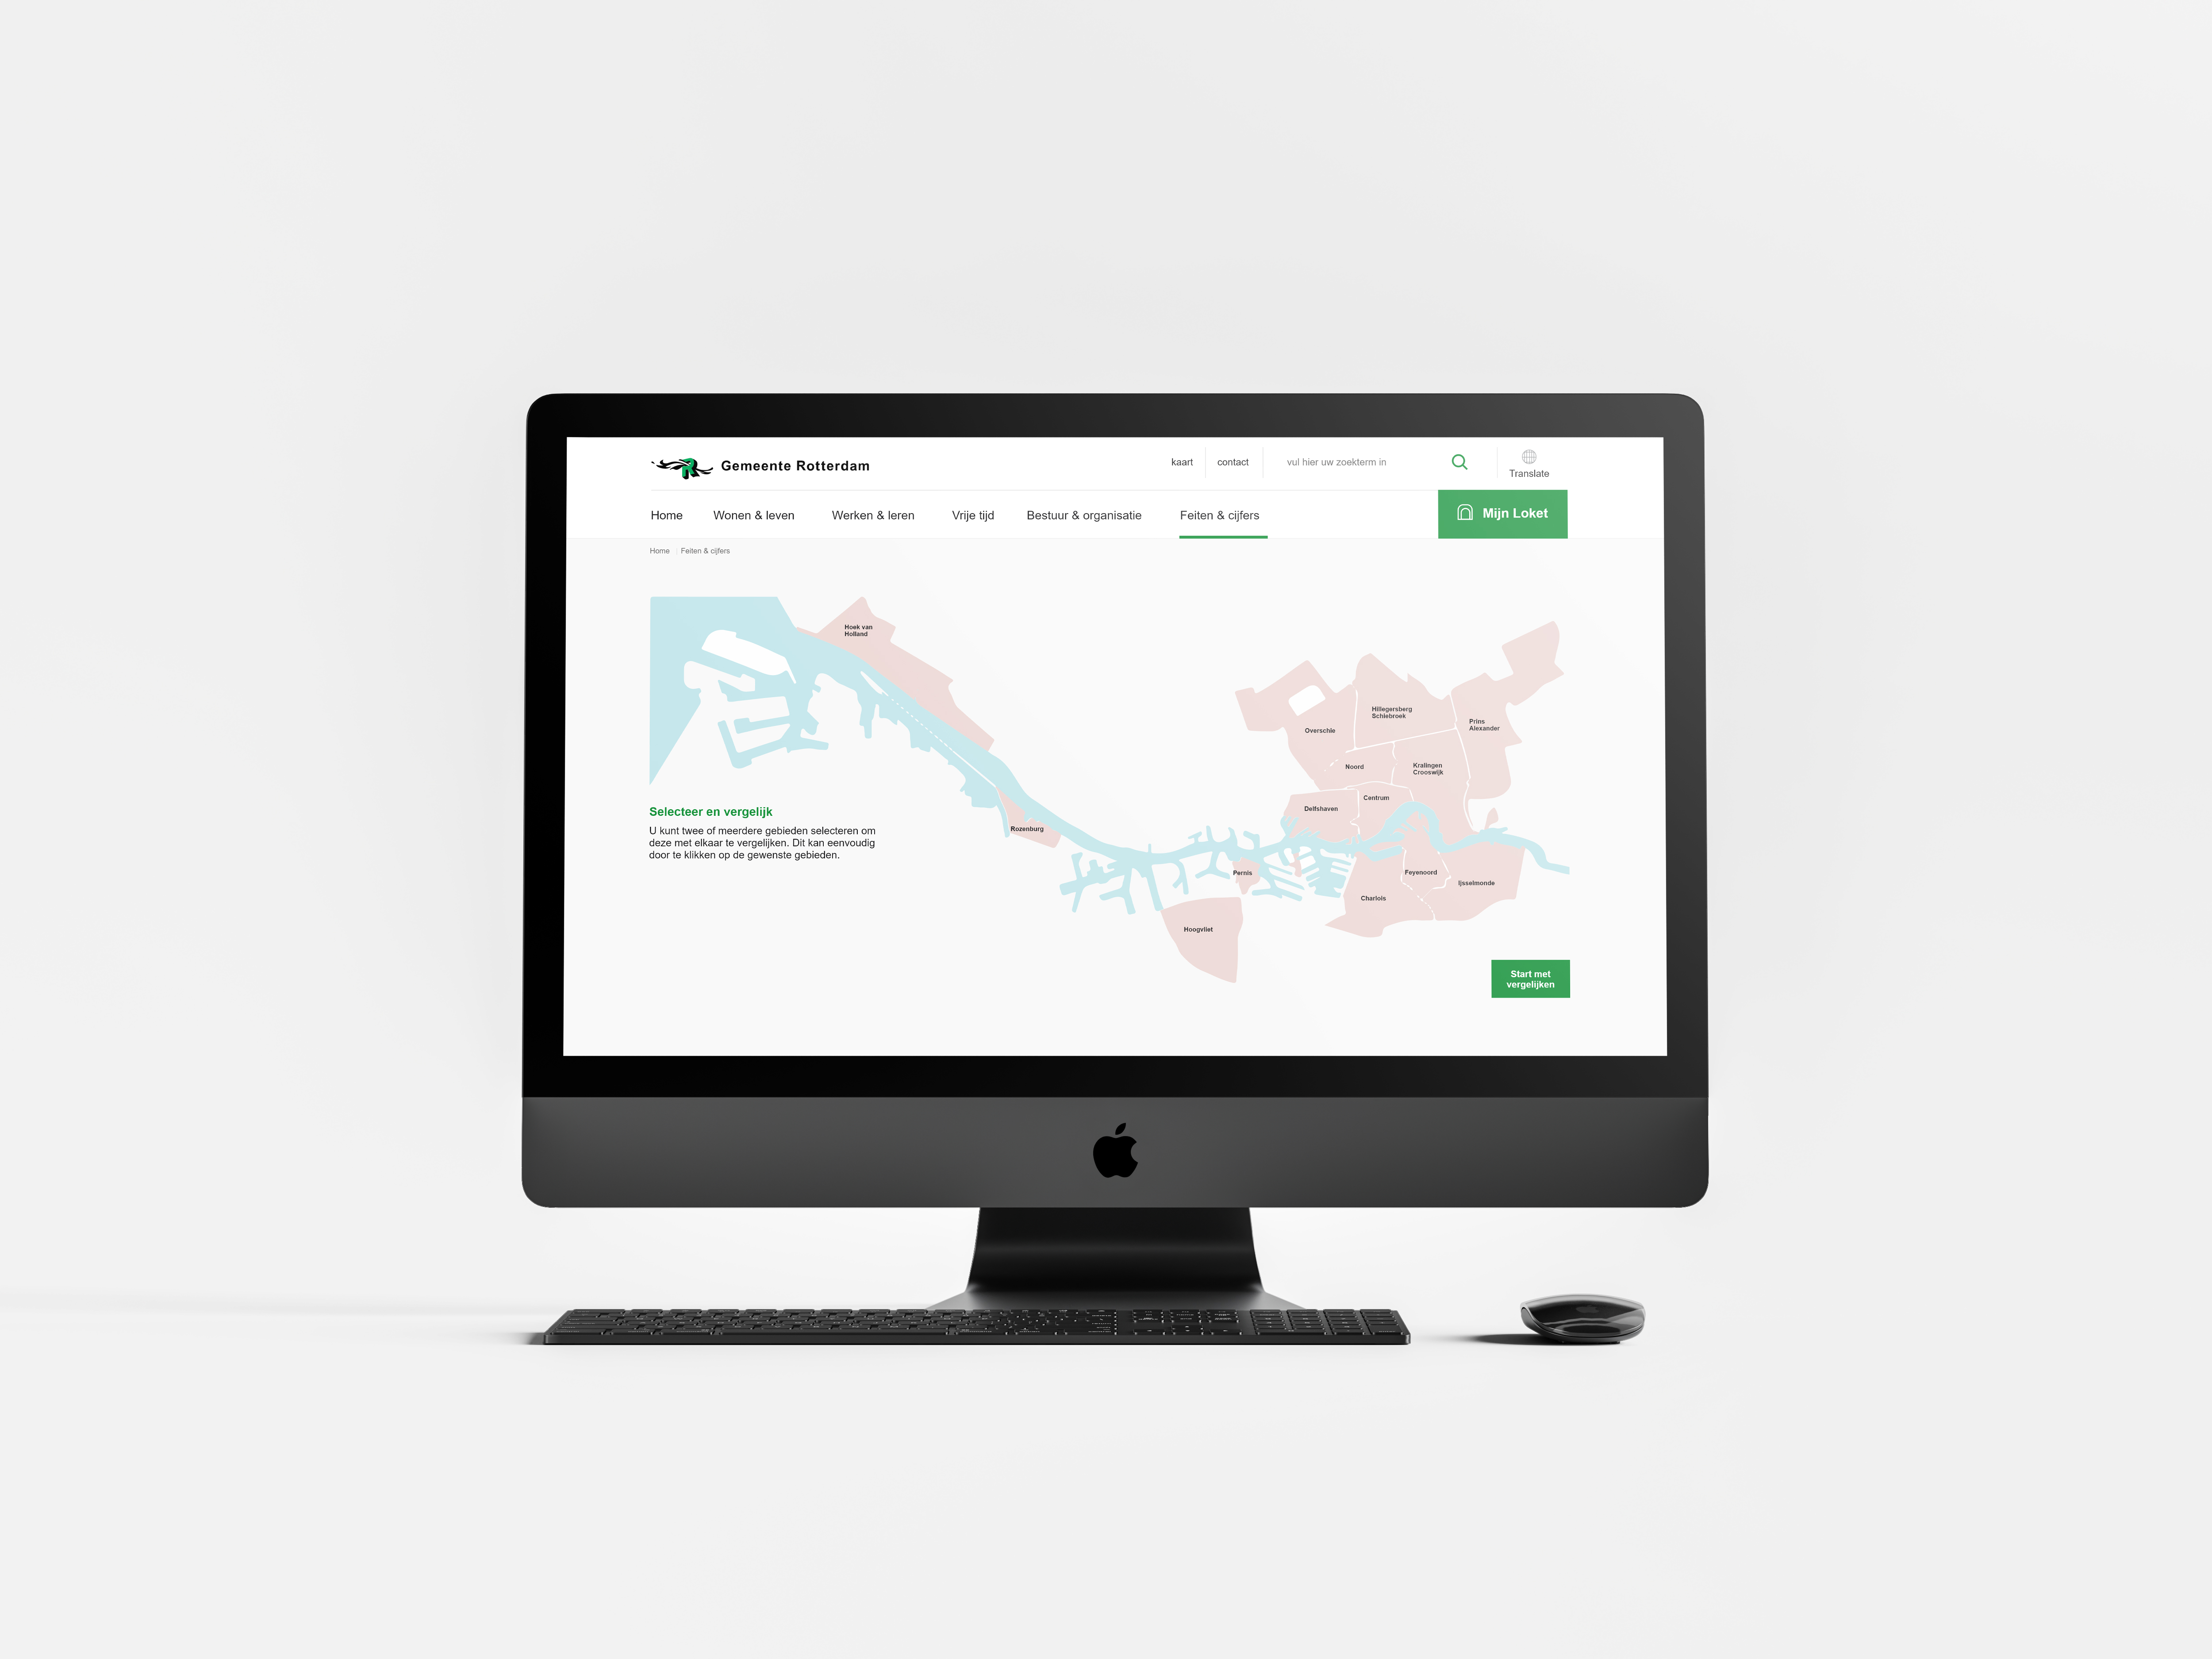 Gemeente Rotterdam
kaart
contact
vul hier uw zoekterm in
Translate
Home
Wonen & leven
Werken & leren
Vrije tijd
Bestuur & organisatie
Feiten & cijfers
Mijn Loket
Home
Feiten & cijfers
Hoek van
Holland
Hillegersberg
Schiebroek
Prins
Alexander
Overschie
Noord
Kralingen
Crooswijk
Centrum
Delfshaven
Selecteer en vergelijk
U kunt twee of meerdere gebieden selecteren om
deze met elkaar te vergelijken. Dit kan eenvoudig
door te klikken op de gewenste gebieden.
Rozenburg
Pernis
Feyenoord
Ijsselmonde
Charlois
Hoogvliet
Start met
vergelijken